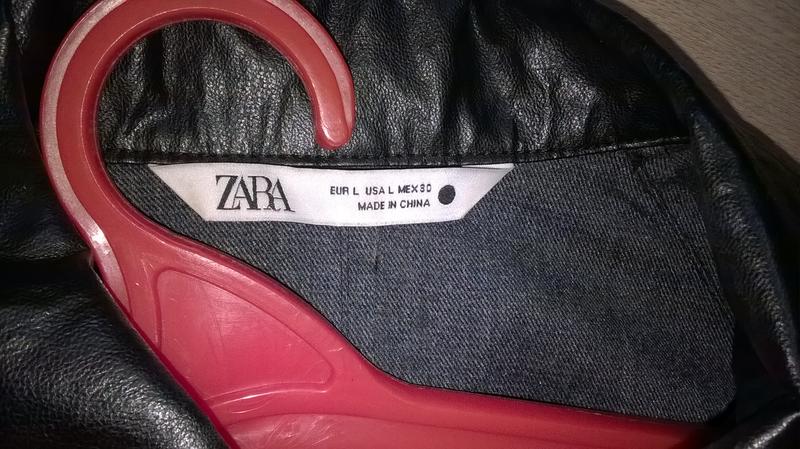 ZARA
EUR L USA L MEX 30
MADE IN CHINA